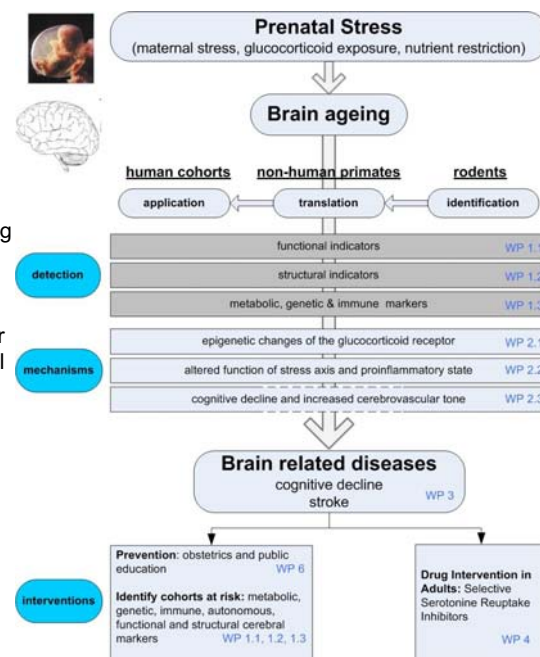 Prenatal Stress
(maternal stress, glucocorticoid exposure, nutrient restriction)
Brain ageing
human cohorts non-human primates rodents
application translation identification
functional indicators WP 1.1
detection
structural indicators WP 1.2
metabolic, genetic & immune markers WP 1.3
epigenetic changes of the glucocorticoid receptor WP 2.1
mechanisms
altered function of stress axis and proinflammatory state WP 2.2
cognitive decline and increased cerebrovascular tone WP 2.3
Brain related diseases
cognitive decline
stroke
WP 3
interventions
Prevention: obstetrics and public
education WP 6
Identify cohorts at risk: metabolic,
genetic, immune, autonomous,
functional and structural cerebral
markers WP 1.1, 1.2, 1.3
Drug Intervention in
Adults: Selective
Serotonine Reuptake
Inhibitors
WP 4